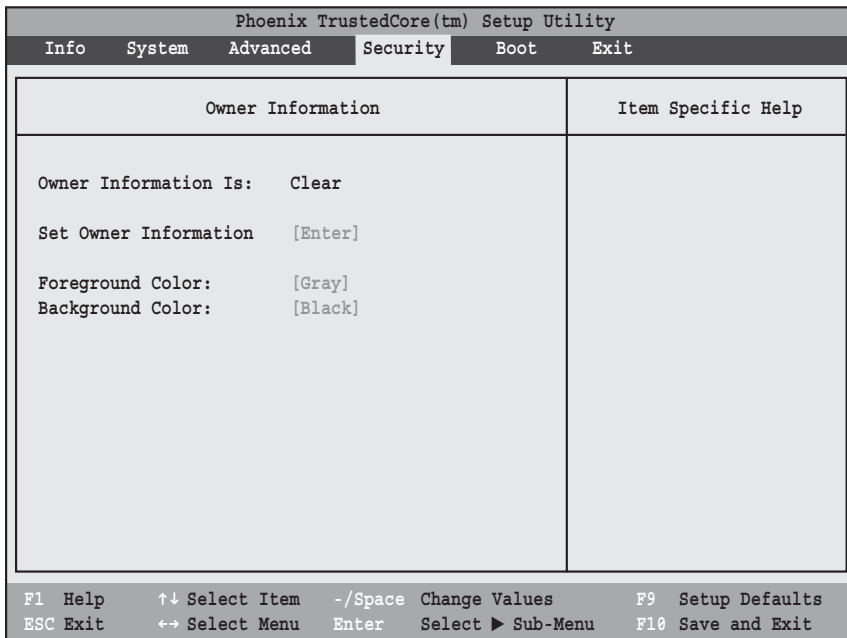 Phoenix TrustedCore(tm) Setup Utility
Info System Advanced Security Boot Exit
Owner Information
Item Specific Help
Owner Information Is: Clear
Set Owner Information [Enter]
Foreground Color: [Gray]
Background Color: [Black]
F1 Help ↑↓ Select Item -/Space Change Values F9 Setup Defaults
ESC Exit ←→ Select Menu Enter Select ▶ Sub-Menu F10 Save and Exit